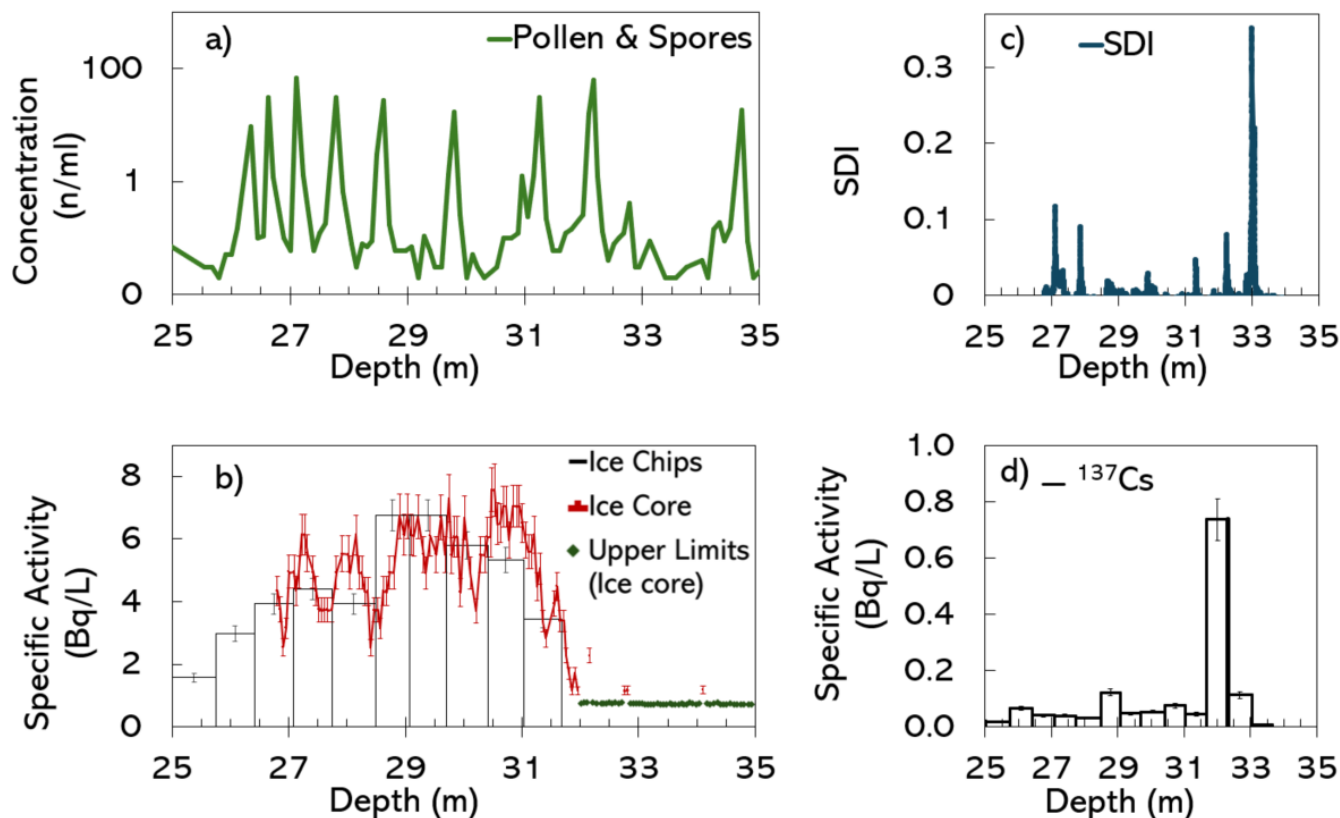 a)
Pollen & Spores
Concentration
(n/ml)
100
1
0
25 27 29 31 33 35
Depth (m)
c)
SDI
SDI
0.3
0.2
0.1
0
25 27 29 31 33 35
Depth (m)
b)
Ice Chips
Ice Core
Upper Limits
(Ice core)
Specific Activity
(Bq/L)
8
6
4
2
0
25 27 29 31 33 35
Depth (m)
d)
¹³⁷Cs
Specific Activity
(Bq/L)
1.0
0.8
0.6
0.4
0.2
0.0
25 27 29 31 33 35
Depth (m)